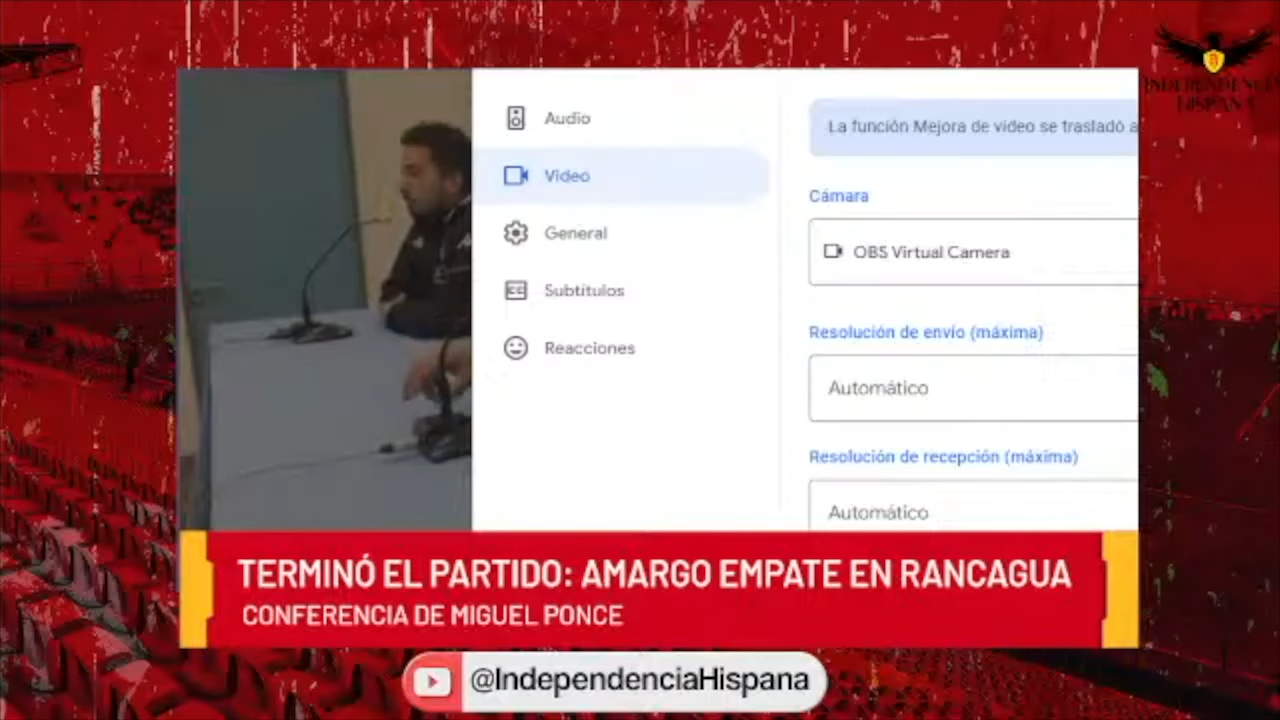 INDEPENDENCIA
HISPANA
Audio
Video
General
Subtítulos
Reacciones
La función Mejora de video se trasladó a
Cámara
OBS Virtual Camera
Resolución de envío (máxima)
Automático
Resolución de recepción (máxima)
Automático
TERMINÓ EL PARTIDO: AMARGO EMPATE EN RANCAGUA
CONFERENCIA DE MIGUEL PONCE
@IndependenciaHispana